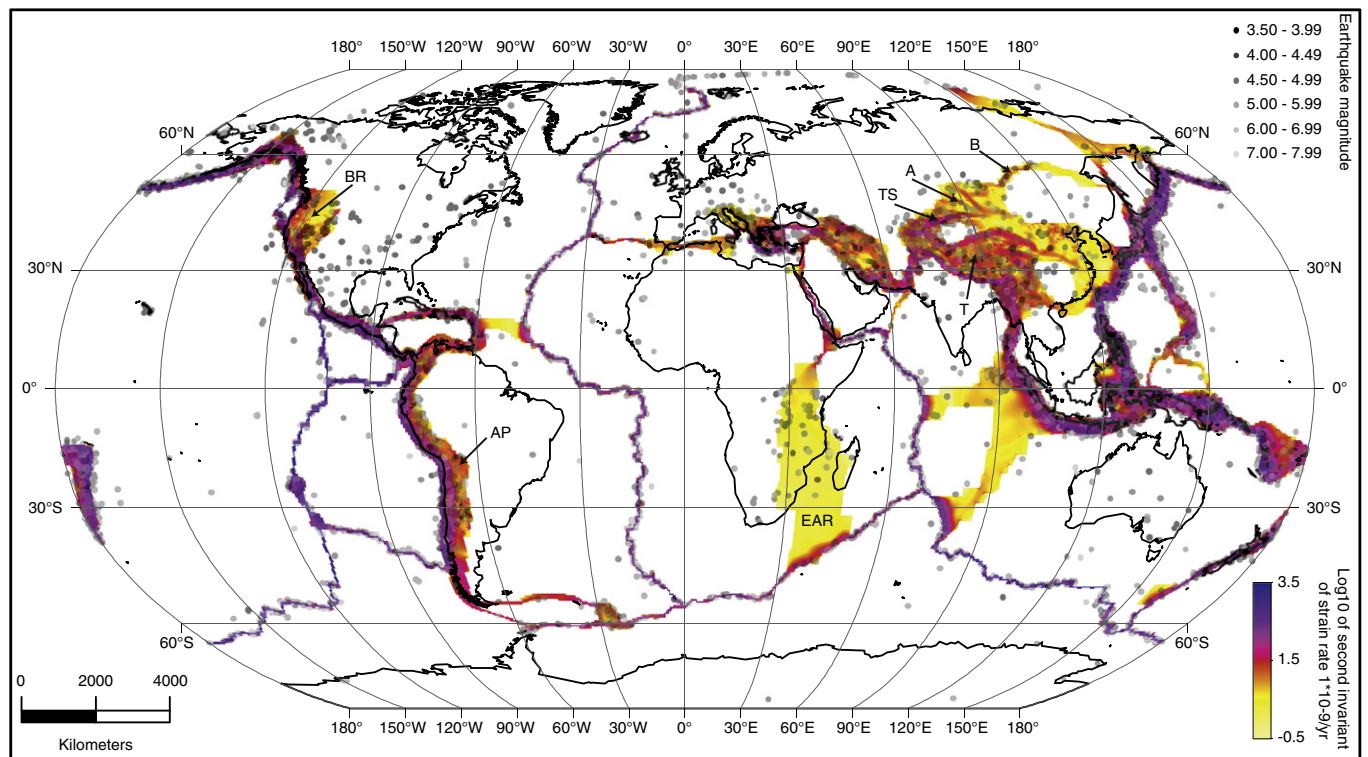 180° 150°W 120°W 90°W 60°W 30°W 0° 30°E 60°E 90°E 120°E 150°E 180°
Earthquake magnitude
3.50 - 3.99
4.00 - 4.49
4.50 - 4.99
5.00 - 5.99
6.00 - 6.99
7.00 - 7.99
60°N
60°N
B
A
BR
TS
30°N
30°N
T
0°
0°
AP
30°S
30°S
EAR
Log10 of second invariant
of strain rate 1*10-9/yr
3.5
1.5
-0.5
60°S
60°S
0 2000 4000
Kilometers
180° 150°W 120°W 90°W 60°W 30°W 0° 30°E 60°E 90°E 120°E 150°E 180°